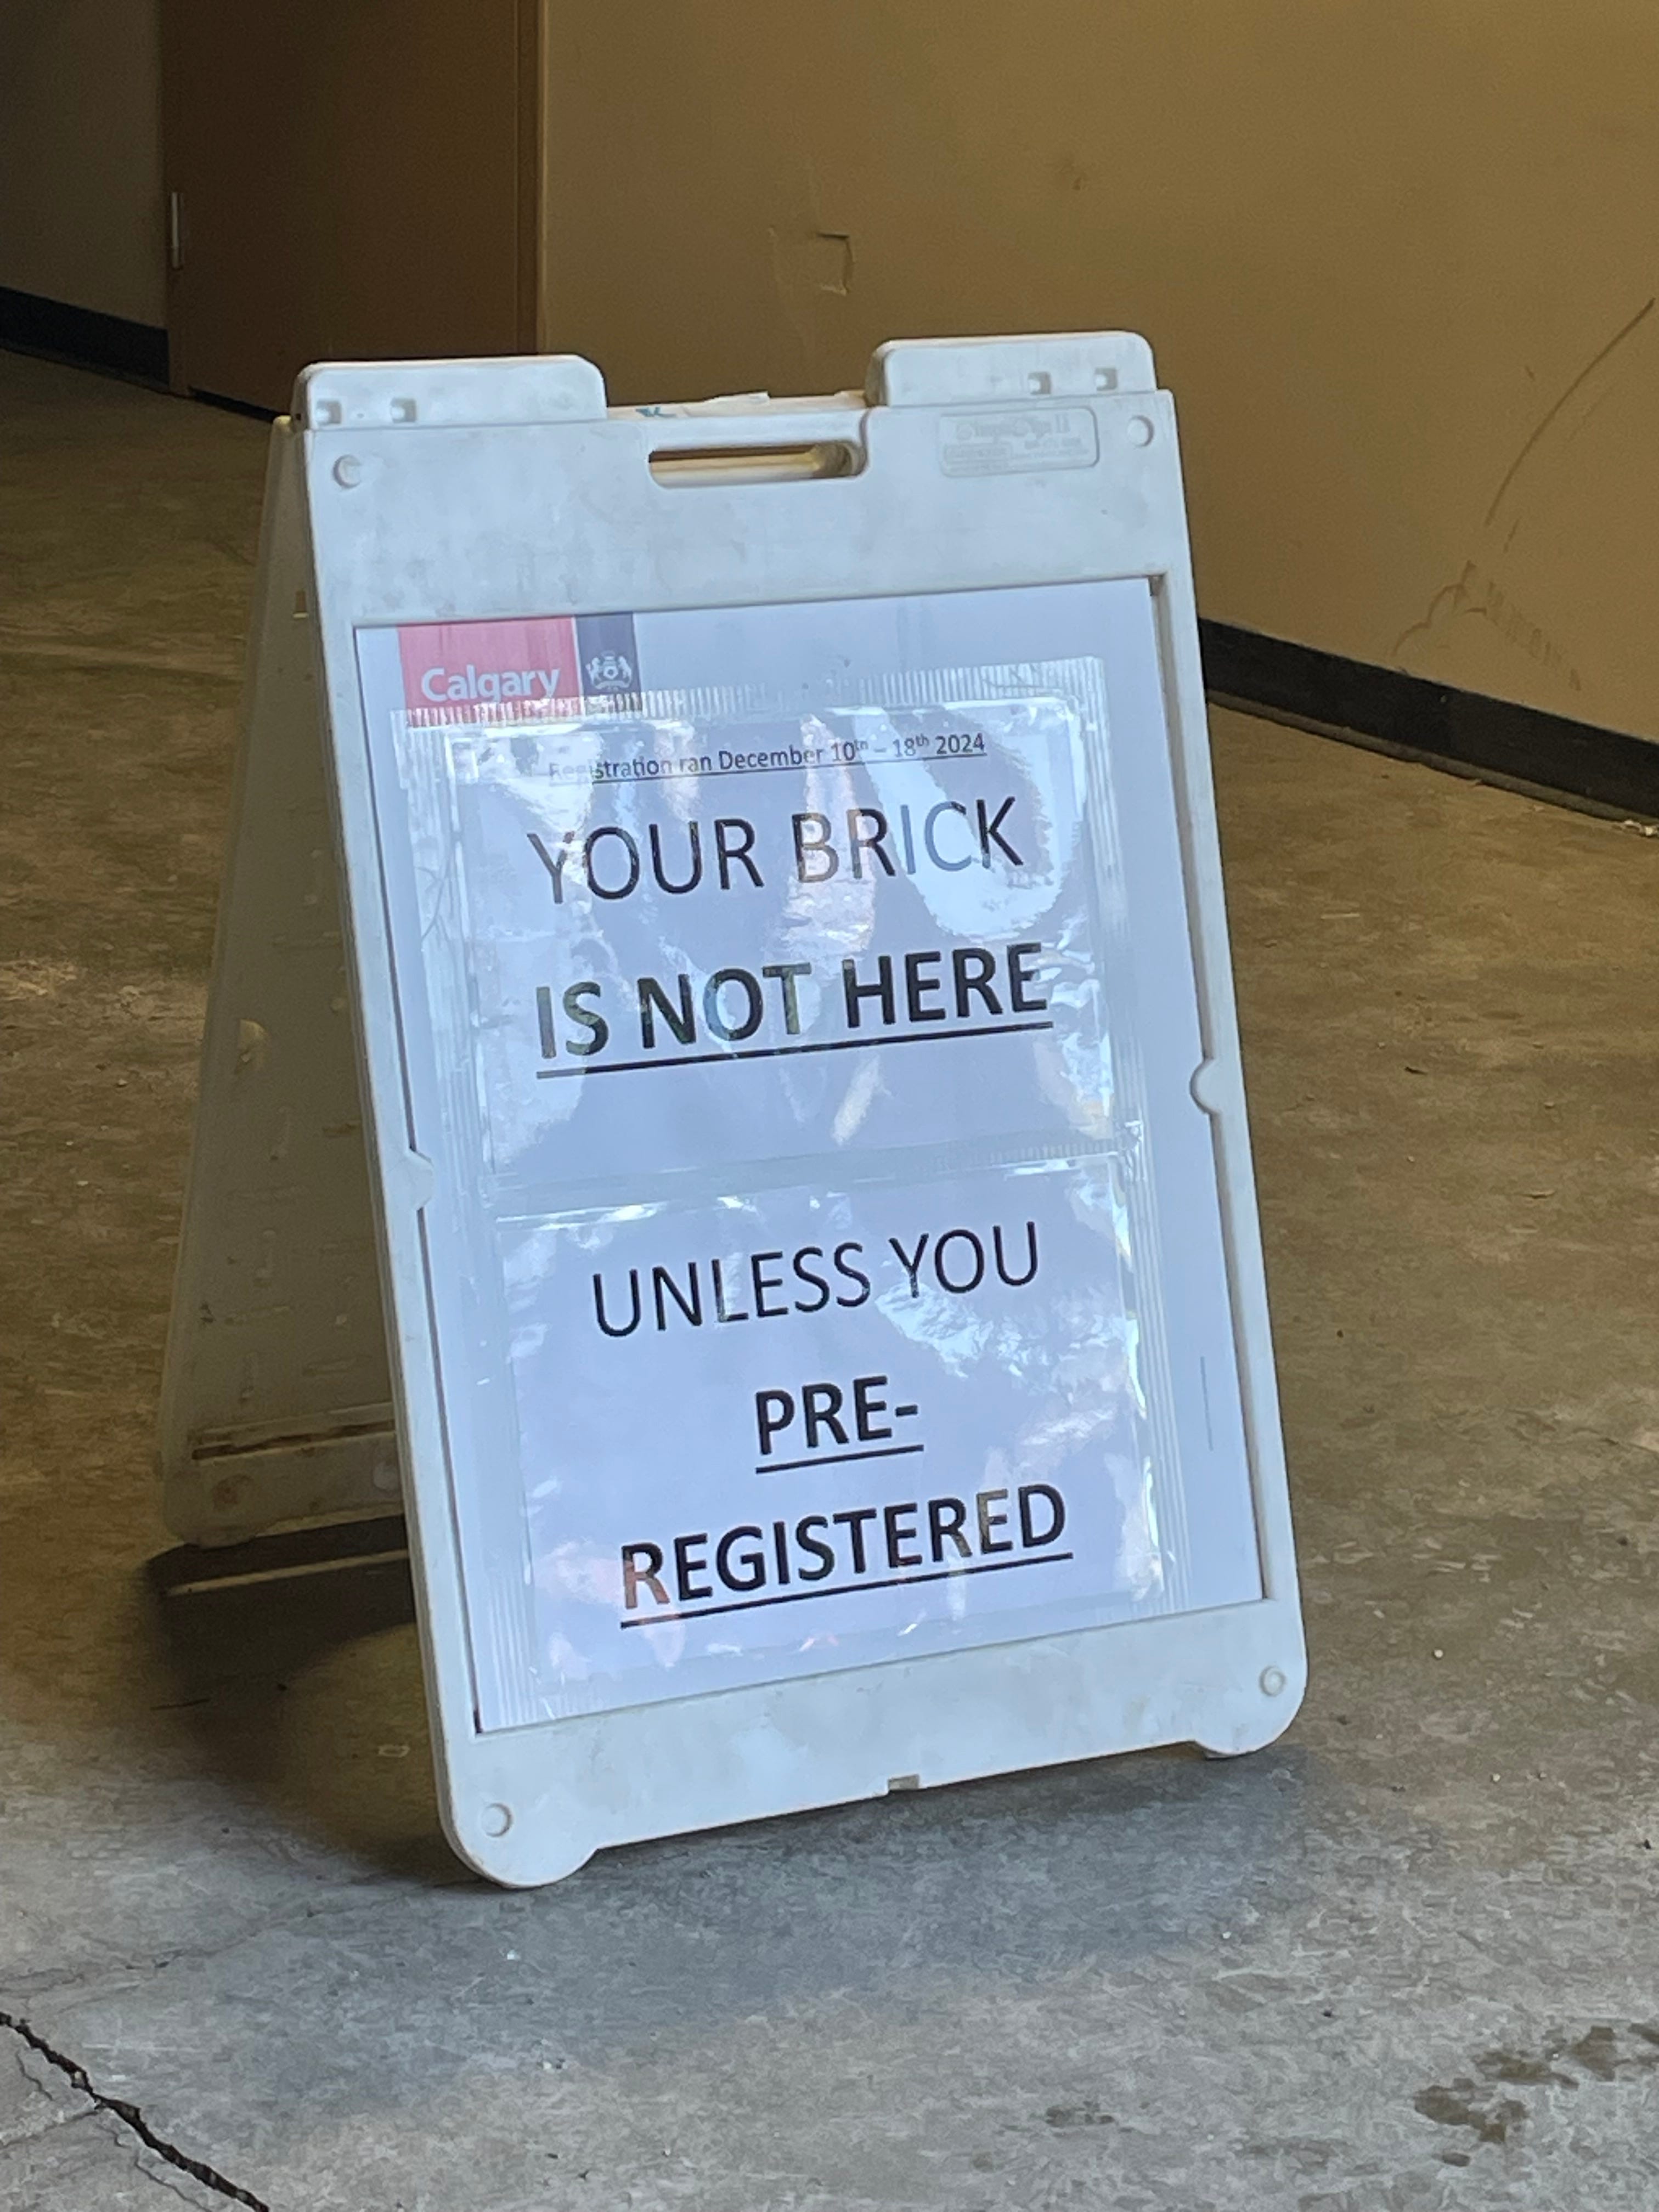 Calgary
Registration ran December 10th – 18th 2024
YOUR BRICK
IS NOT HERE
UNLESS YOU
PRE-
REGISTERED